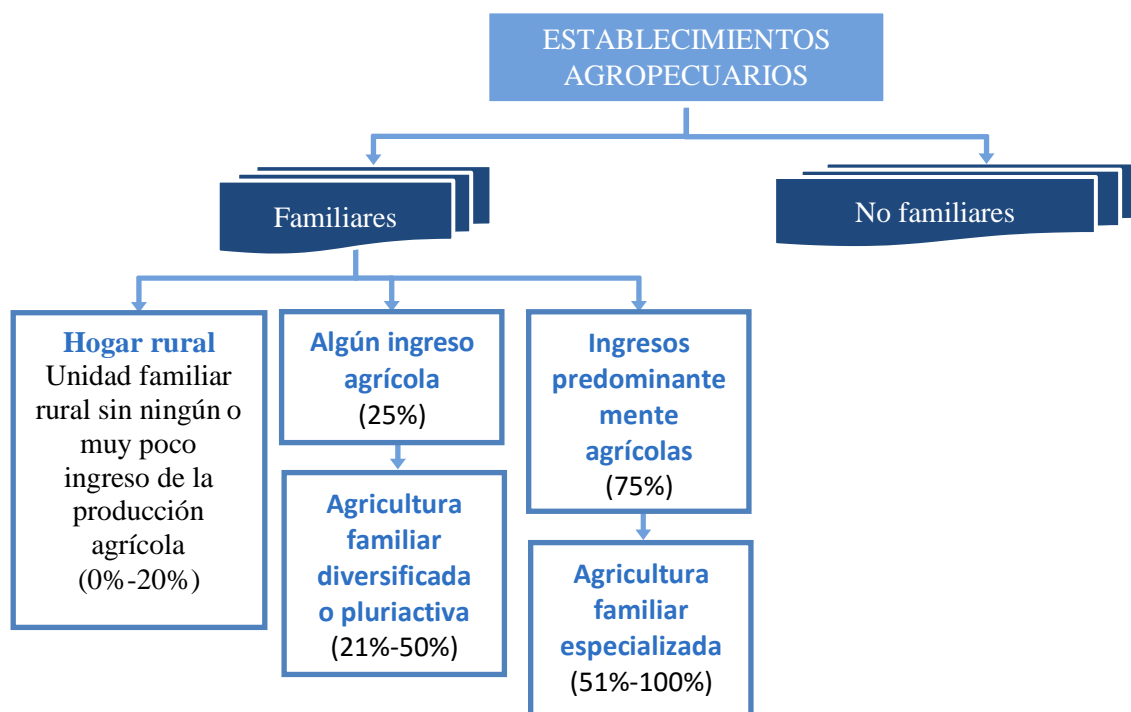 ESTABLECIMIENTOS
AGROPECUARIOS
Familiares
No familiares
Hogar rural
Unidad familiar
rural sin ningún o
muy poco
ingreso de la
producción
agrícola
(0%-20%)
Algún ingreso
agrícola
(25%)
Agricultura
familiar
diversificada
o pluriactiva
(21%-50%)
Ingresos
predominante
mente
agrícolas
(75%)
Agricultura
familiar
especializada
(51%-100%)